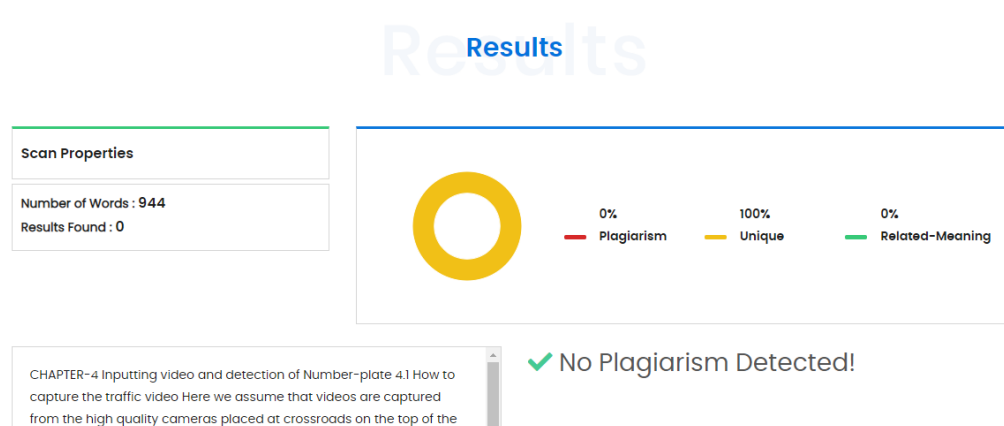 Results
Results
Scan Properties
Number of Words : 944
Results Found : 0
0%
Plagiarism
100%
Unique
0%
Related-Meaning
CHAPTER-4 Inputting video and detection of Number-plate 4.1 How to
capture the traffic video Here we assume that videos are captured
from the high quality cameras placed at crossroads on the top of the
No Plagiarism Detected!